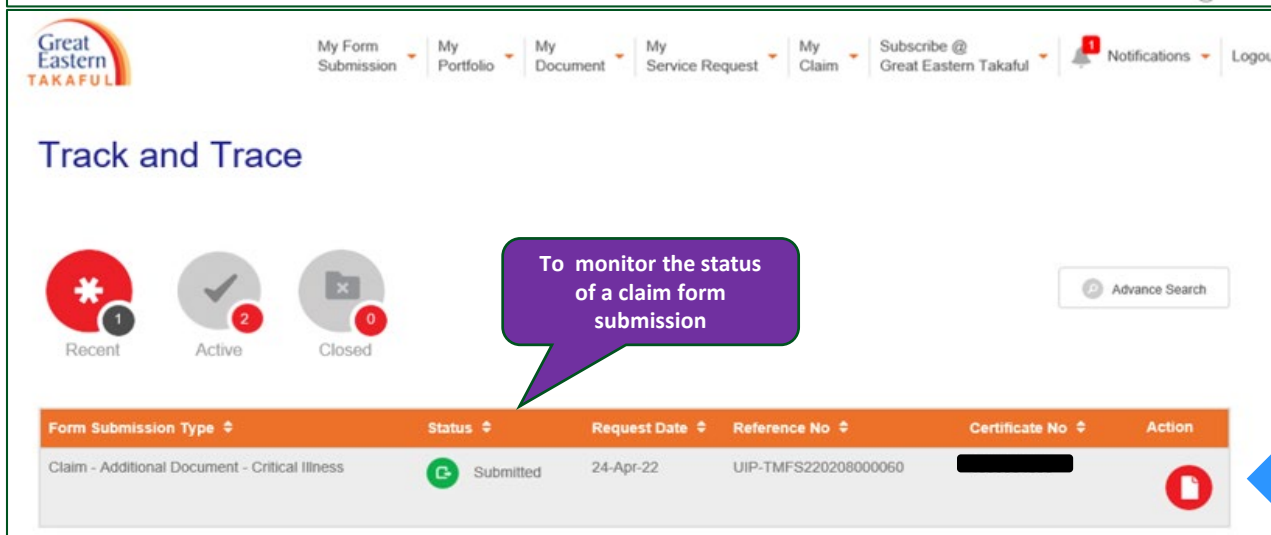 Great
Eastern
TAKAFUL
My Form
Submission
My
Portfolio
My
Document
My
Service Request
My
Claim
Subscribe @
Great Eastern Takaful
1
Notifications
Logou
Track and Trace
To monitor the status
of a claim form
submission
1
2
0
Recent
Active
Closed
Advance Search
Form Submission Type
Status
Request Date
Reference No
Certificate No
Action
Claim - Additional Document - Critical Illness
Submitted
24-Apr-22
UIP-TMFS220208000060